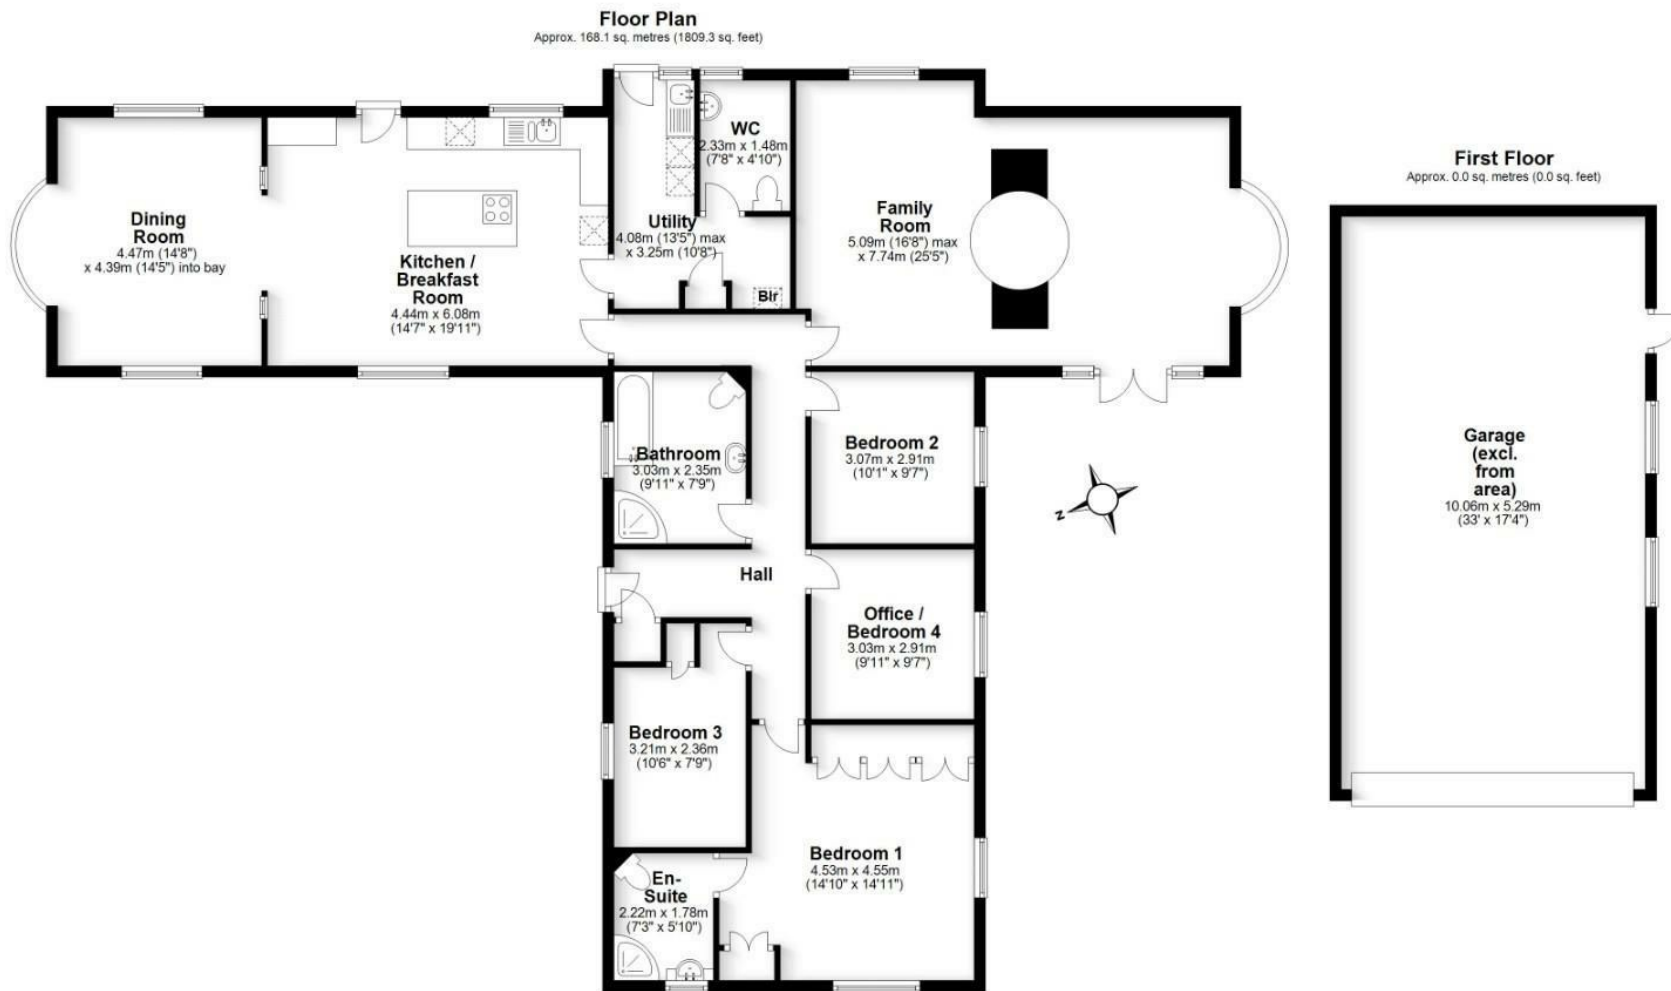 Floor Plan
Approx. 168.1 sq. metres (1809.3 sq. feet)
WC
2.33m x 1.48m
(7'8" x 4'10")
First Floor
Approx. 0.0 sq. metres (0.0 sq. feet)
Dining
Room
4.47m (14'8")
x 4.39m (14'5") into bay
Kitchen /
Breakfast
Room
4.44m x 6.08m
(14'7" x 19'11")
Utility
4.08m (13'5") max
x 3.25m (10'8")
Blr
Family
Room
5.09m (16'8") max
x 7.74m (25'5")
Bathroom
3.03m x 2.35m
(9'11" x 7'9")
Bedroom 2
3.07m x 2.91m
(10'1" x 9'7")
N
Garage
(excl.
from
area)
10.06m x 5.29m
(33' x 17'4")
Hall
Office /
Bedroom 4
3.03m x 2.91m
(9'11" x 9'7")
Bedroom 3
3.21m x 2.36m
(10'6" x 7'9")
Bedroom 1
4.53m x 4.55m
(14'10" x 14'11")
En-
Suite
2.22m x 1.78m
(7'3" x 5'10")